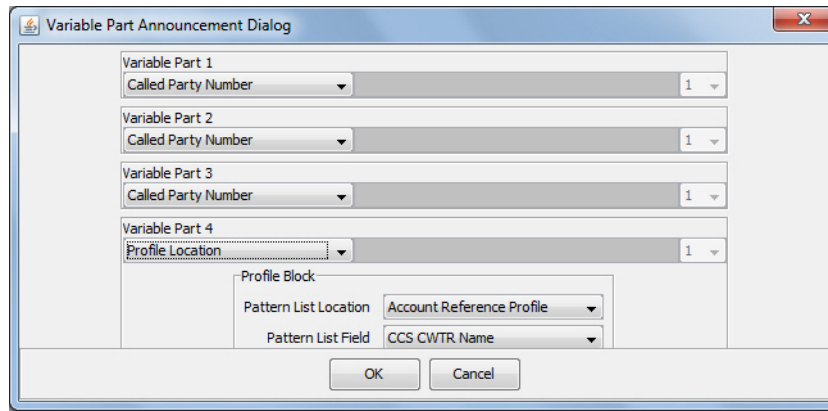 Variable Part Announcement Dialog
Variable Part 1
Called Party Number 1
Variable Part 2
Called Party Number 1
Variable Part 3
Called Party Number 1
Variable Part 4
Profile Location 1
Profile Block
Pattern List Location Account Reference Profile
Pattern List Field CCS CWTR Name
OK Cancel